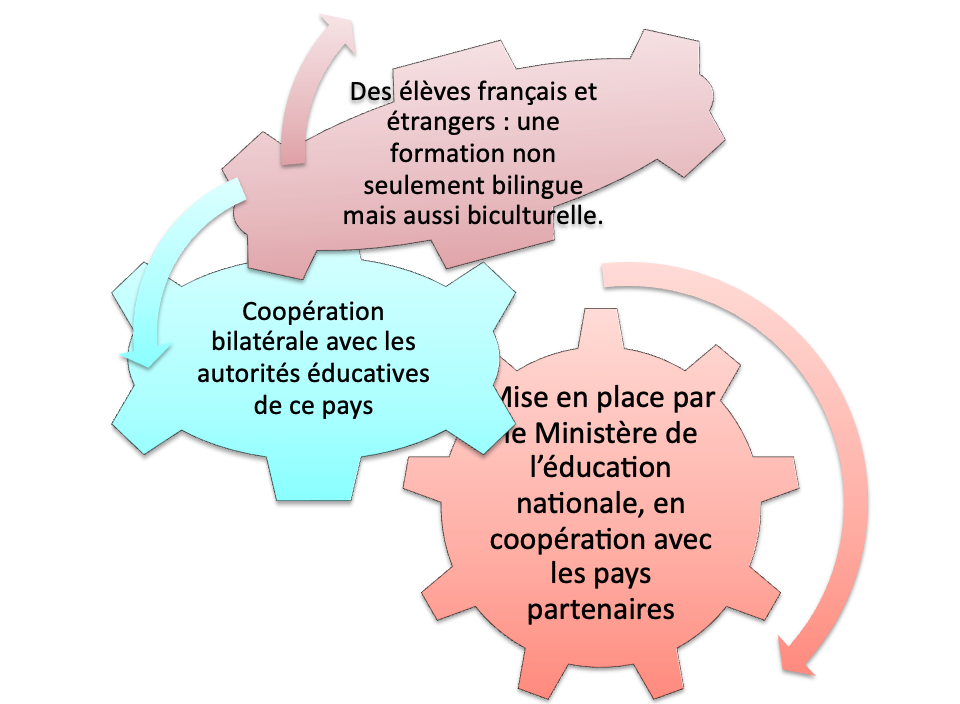 Des élèves français et
étrangers : une
formation non
seulement bilingue
mais aussi biculturelle.
Coopération
bilatérale avec les
autorités éducatives
de ce pays
Mise en place par
le Ministère de
l’éducation
nationale, en
coopération avec
les pays
partenaires